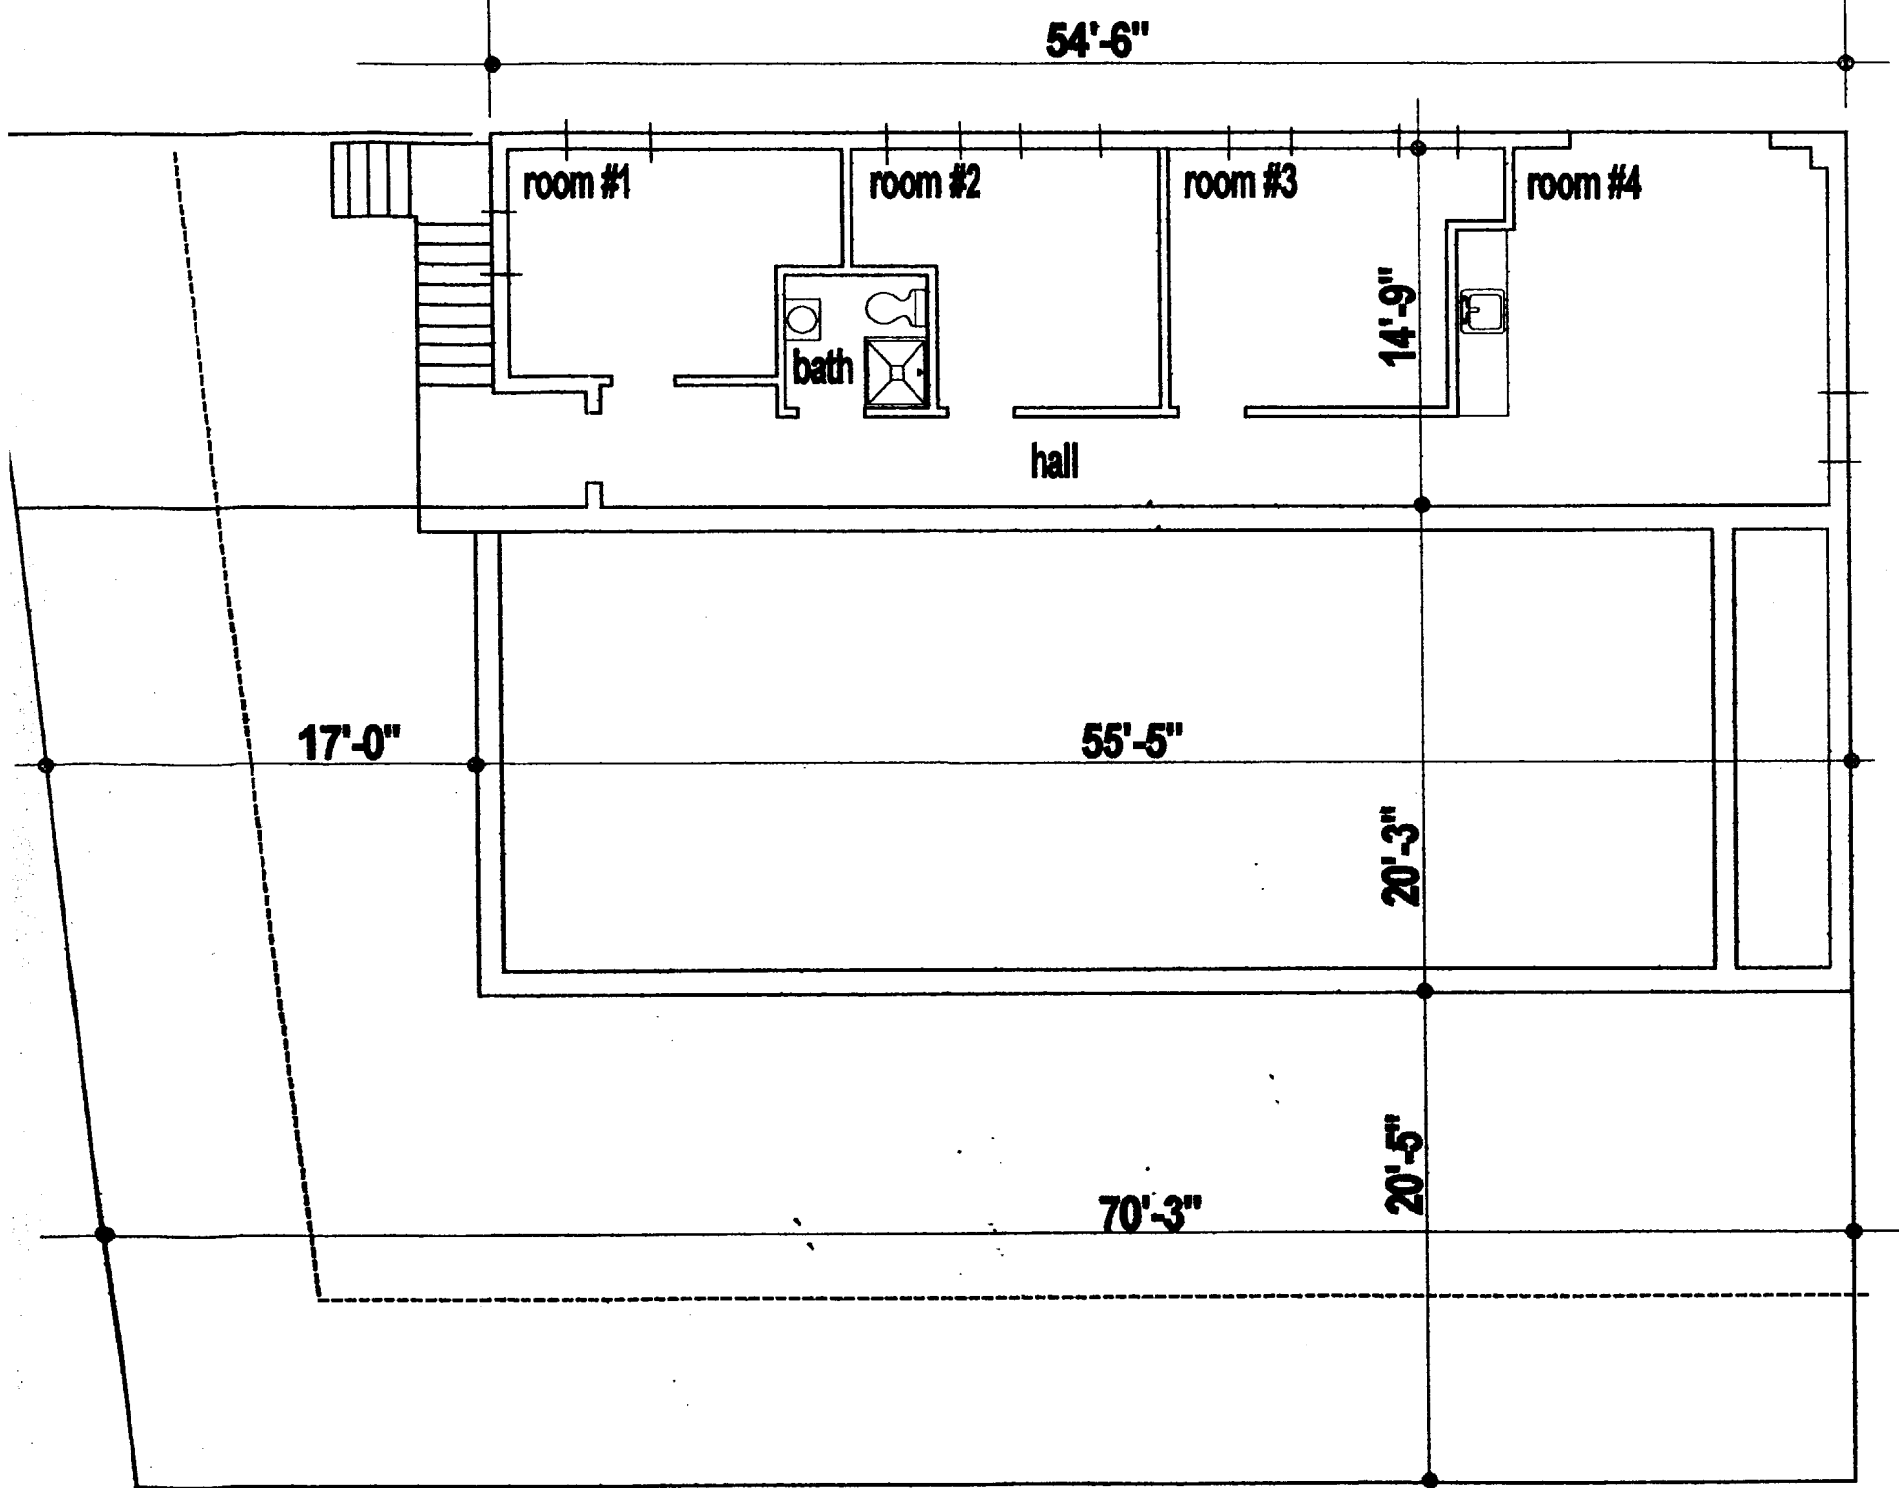 54'-6"
room #1
room #2
room #3
room #4
14'-9"
bath
hall
17'-0"
55'-5"
20'-3"
20'-5"
70'-3"